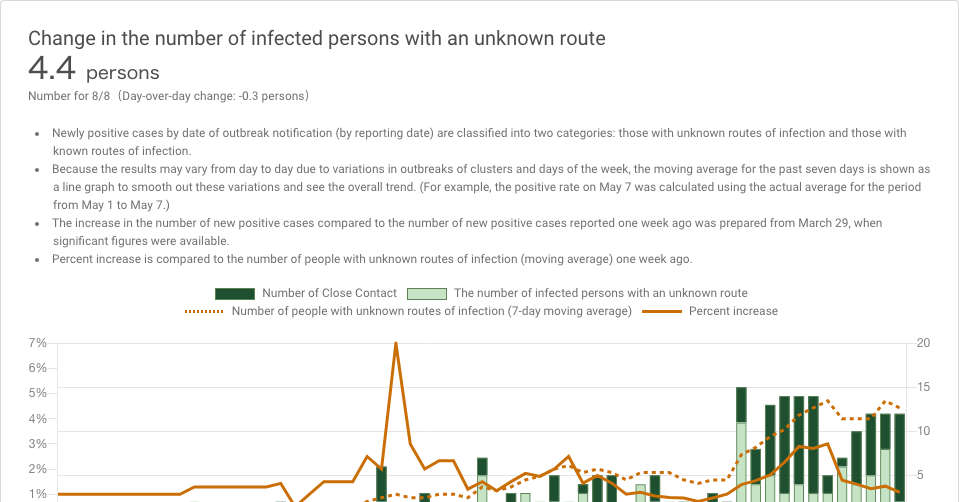 Change in the number of infected persons with an unknown route
4.4 persons
Number for 8/8 (Day-over-day change: -0.3 persons)
• Newly positive cases by date of outbreak notification (by reporting date) are classified into two categories: those with unknown routes of infection and those with
known routes of infection.
• Because the results may vary from day to day due to variations in outbreaks of clusters and days of the week, the moving average for the past seven days is shown as
a line graph to smooth out these variations and see the overall trend. (For example, the positive rate on May 7 was calculated using the actual average for the period
from May 1 to May 7.)
• The increase in the number of new positive cases compared to the number of new positive cases reported one week ago was prepared from March 29, when
significant figures were available.
• Percent increase is compared to the number of people with unknown routes of infection (moving average) one week ago.
Number of Close Contact The number of infected persons with an unknown route
Number of people with unknown routes of infection (7-day moving average) Percent increase
7% 20
6%
5% 15
4%
3% 10
2% 5
1%